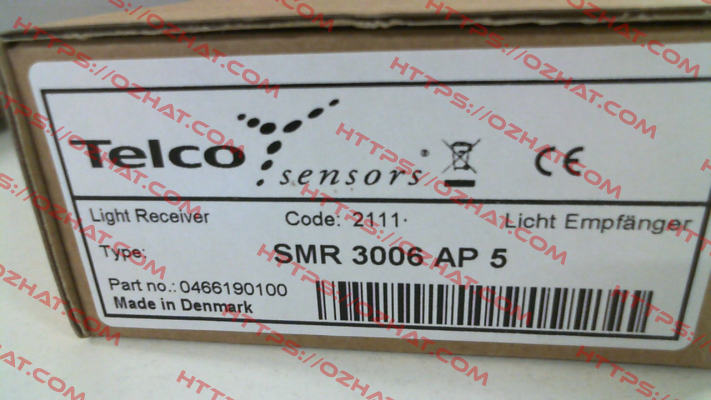 Telco
sensors
CE
Light Receiver Code: 2111 Licht Empfänger
Type: SMR 3006 AP 5
Part no.: 0466190100
Made in Denmark
HTTPS://OZHAT.COM